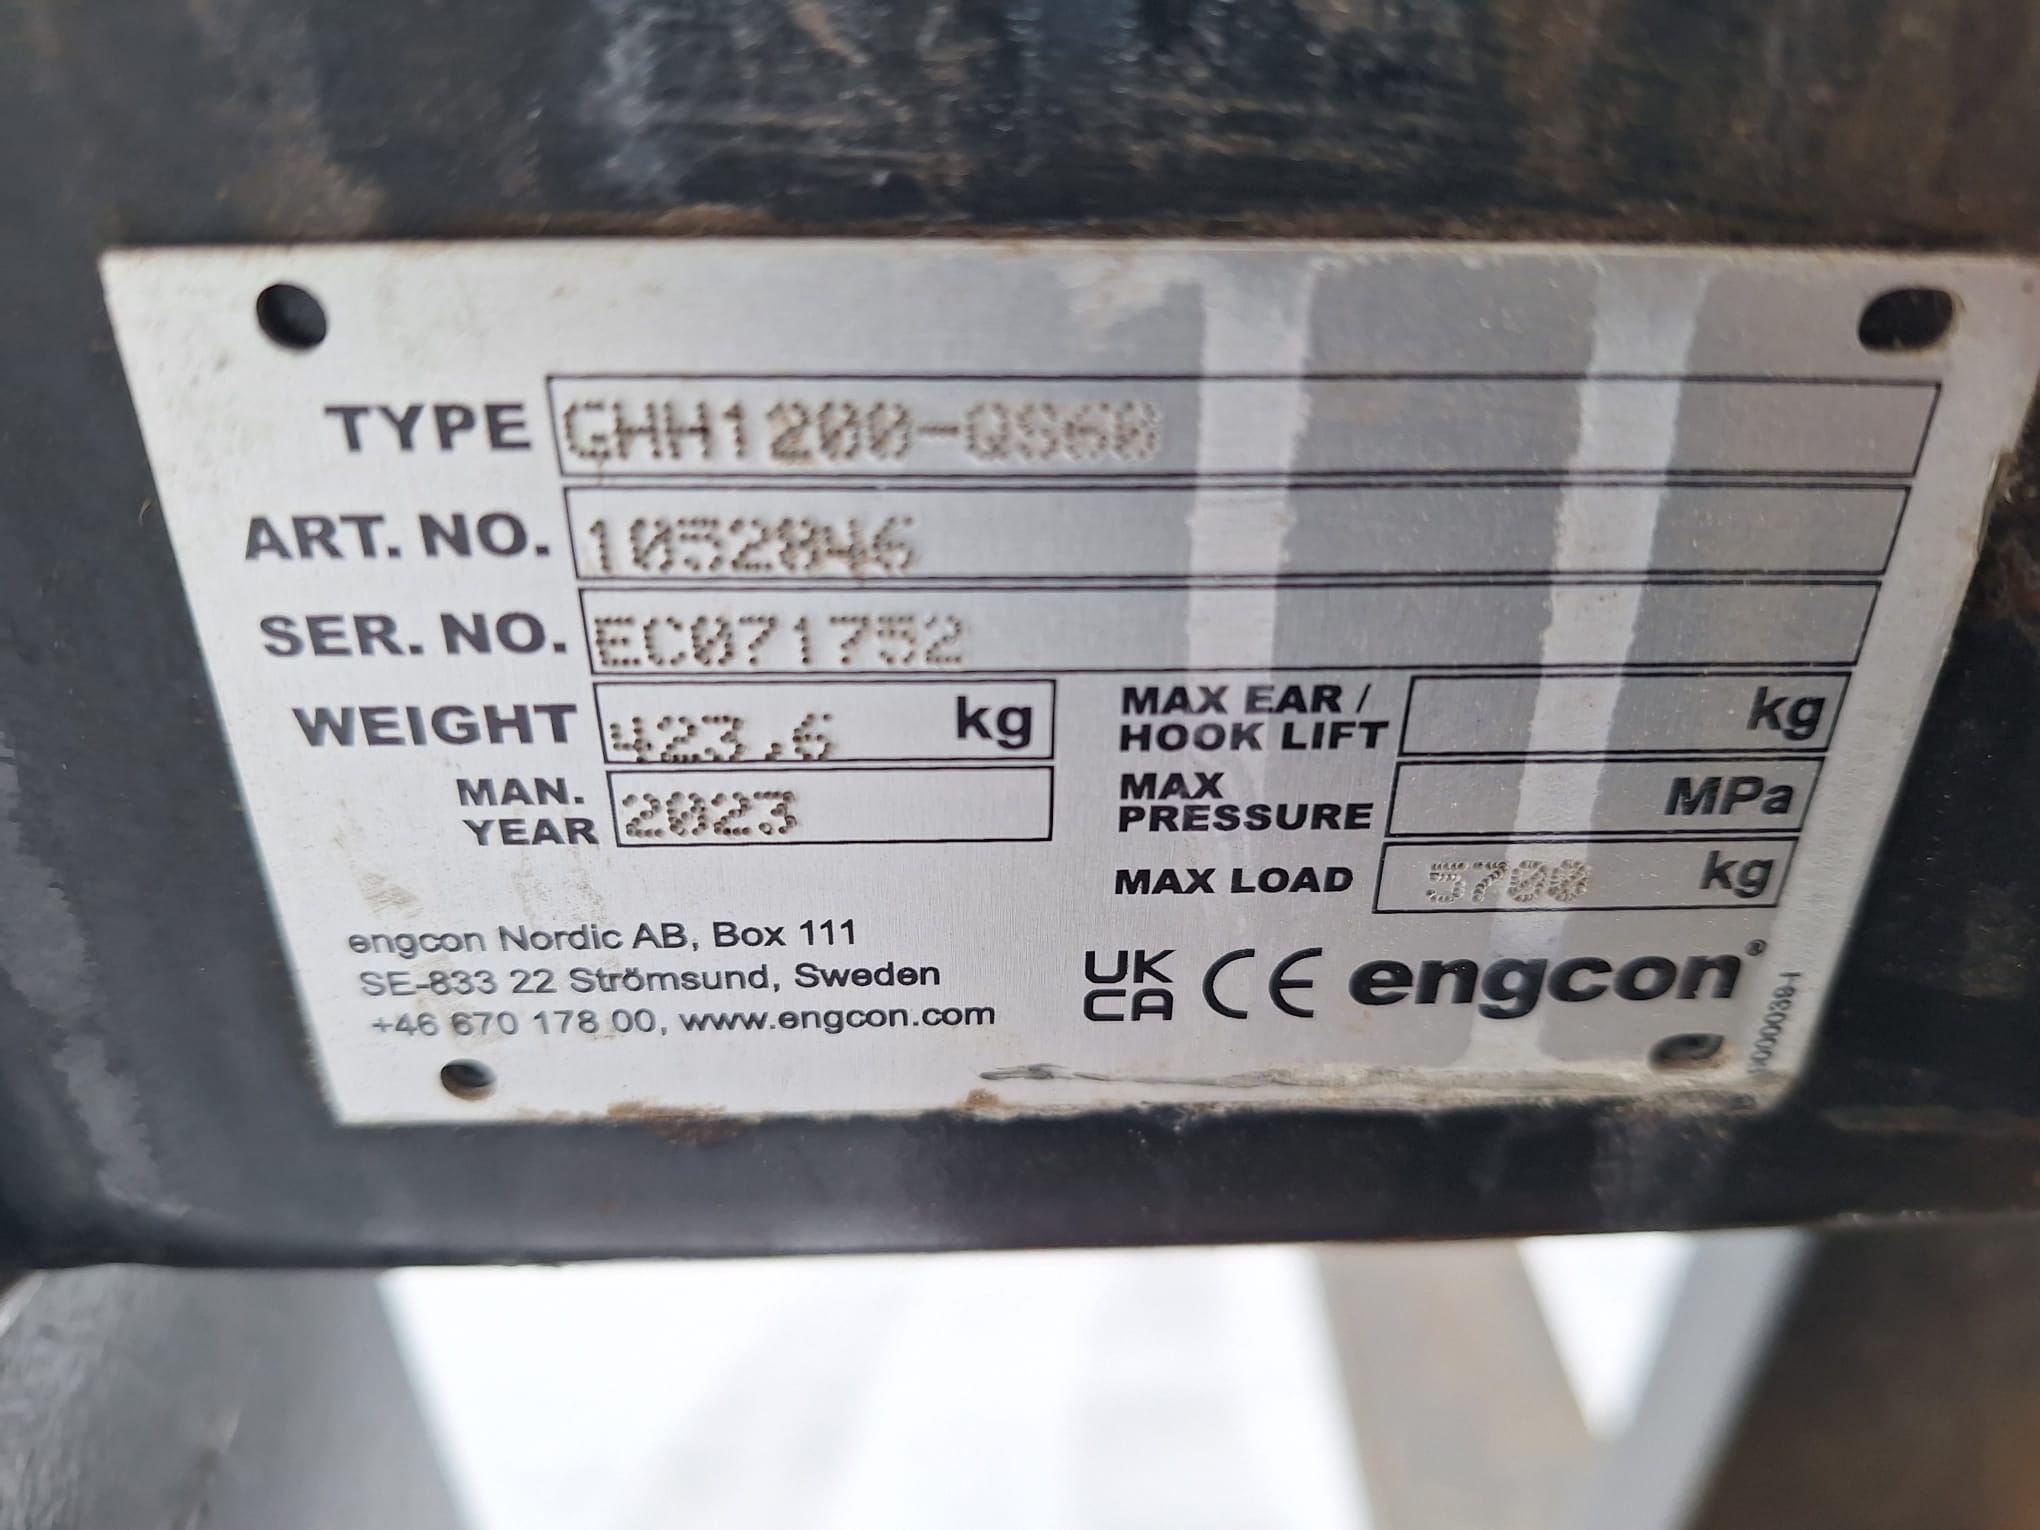 TYPE GHH1200-QS60
ART. NO. 1052846
SER. NO. EC071752
WEIGHT 423.6 kg
MAN. YEAR 2023
MAX EAR / HOOK LIFT kg
MAX PRESSURE MPa
MAX LOAD 5700 kg
engcon Nordic AB, Box 111
SE-833 22 Strömsund, Sweden
+46 670 178 00, www.engcon.com
UK CA CE engcon®